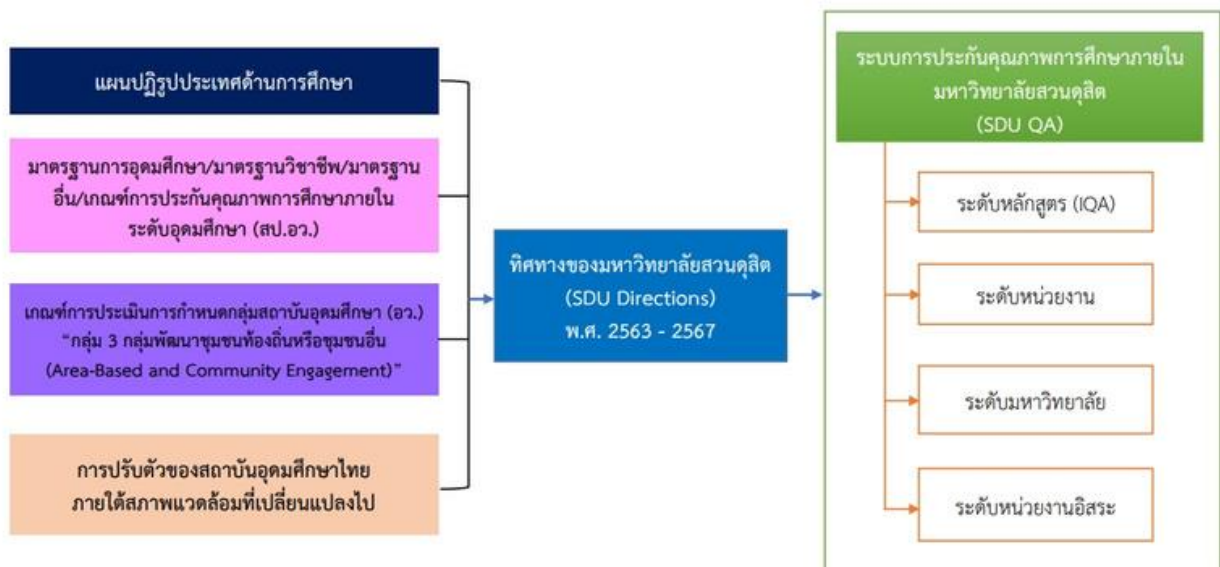 แผนปฏิรูปประเทศด้านการศึกษา
มาตรฐานการอุดมศึกษา/มาตรฐานวิชาชีพ/มาตรฐาน
อื่น/เกณฑ์การประกันคุณภาพการศึกษาภายใน
ระดับอุดมศึกษา (สป.อว.)
เกณฑ์การประเมินการกำหนดกลุ่มสถาบันอุดมศึกษา (อว.)
“กลุ่ม 3 กลุ่มพัฒนาชุมชนท้องถิ่นหรือชุมชนอื่น
(Area-Based and Community Engagement)”
การปรับตัวของสถาบันอุดมศึกษาไทย
ภายใต้สภาพแวดล้อมที่เปลี่ยนแปลงไป
ทิศทางของมหาวิทยาลัยสวนดุสิต
(SDU Directions)
พ.ศ. 2563 - 2567
ระบบการประกันคุณภาพการศึกษาภายใน
มหาวิทยาลัยสวนดุสิต
(SDU QA)
ระดับหลักสูตร (IQA)
ระดับหน่วยงาน
ระดับมหาวิทยาลัย
ระดับหน่วยงานอิสระ